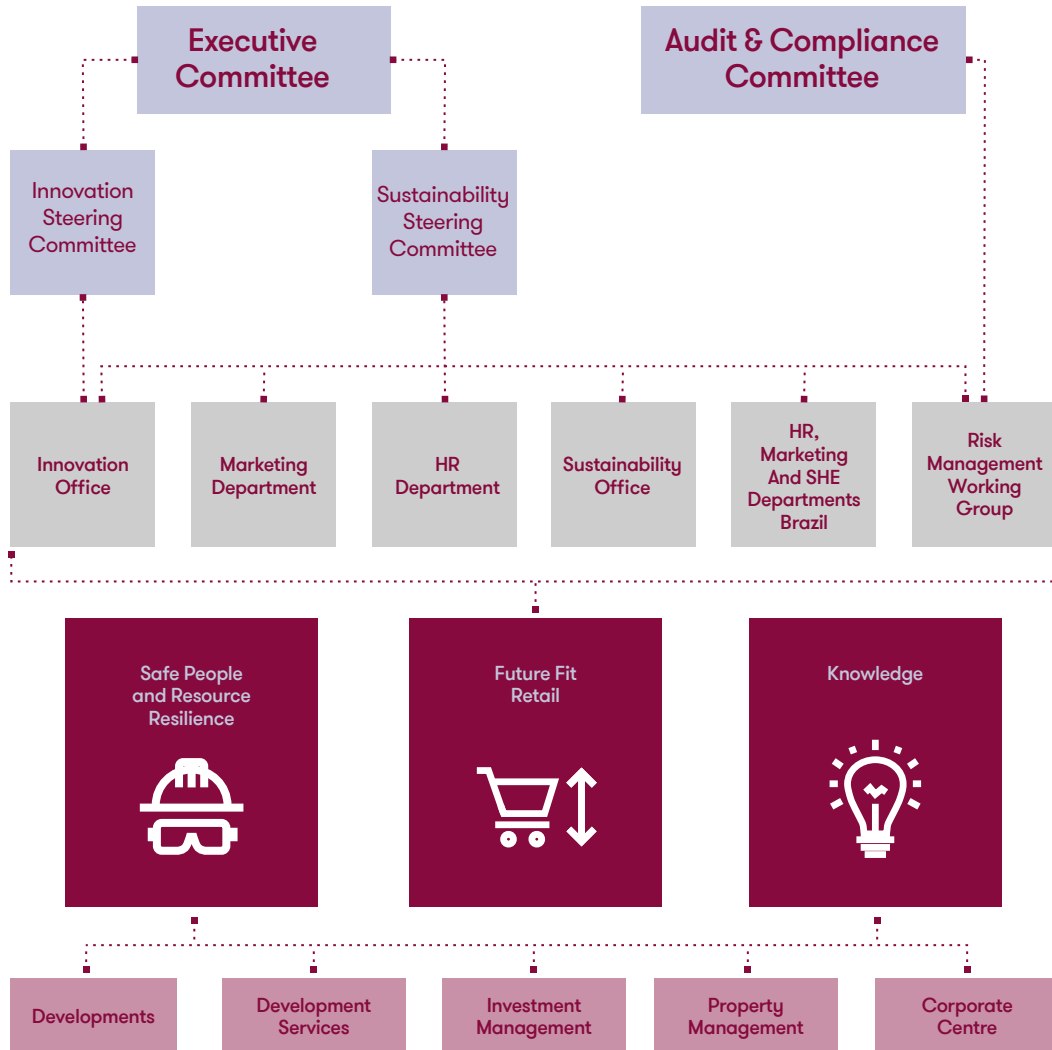 Executive
Committee
Audit & Compliance
Committee
Innovation
Steering
Committee
Sustainability
Steering
Committee
Innovation
Office
Marketing
Department
HR
Department
Sustainability
Office
HR,
Marketing
And SHE
Departments
Brazil
Risk
Management
Working
Group
Safe People
and Resource
Resilience
Future Fit
Retail
Knowledge
Developments
Development
Services
Investment
Management
Property
Management
Corporate
Centre